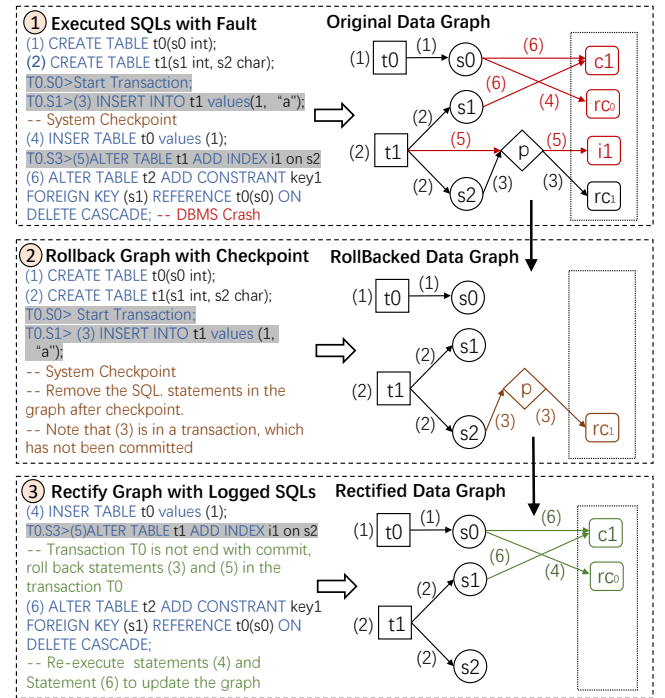 1 Executed SQLs with Fault
(1) CREATE TABLE t0(s0 int);
(2) CREATE TABLE t1(s1 int, s2 char);
T0.S0>Start Transaction;
T0.S1>(3) INSERT INTO t1 values(1, "a");
-- System Checkpoint
(4) INSER TABLE t0 values (1);
T0.S3>(5)ALTER TABLE t1 ADD INDEX i1 on s2
(6) ALTER TABLE t2 ADD CONSTRANT key1
FOREIGN KEY (s1) REFERENCE t0(s0) ON
DELETE CASCADE; -- DBMS Crash
Original Data Graph
(1) t0 (1) s0 (6) c1
(6)
(4) rc0
(2) s1
(2) t1 (5) p (5) i1
(2) s2 (3) (3) rc1
2 Rollback Graph with Checkpoint
(1) CREATE TABLE t0(s0 int);
(2) CREATE TABLE t1(s1 int, s2 char);
T0.S0> Start Transaction;
T0.S1> (3) INSERT INTO t1 values (1,
"a");
-- System Checkpoint
-- Remove the SQL. statements in the
graph after checkpoint.
-- Note that (3) is in a transaction, which
has not been committed
RollBacked Data Graph
(1) t0 (1) s0
(2) s1
(2) t1 p
(2) s2 (3) (3) rc1
3 Rectify Graph with Logged SQLs
(4) INSER TABLE t0 values (1);
T0.S3>(5)ALTER TABLE t1 ADD INDEX i1 on s2
-- Transaction T0 is not end with commit,
roll back statements (3) and (5) in the
transaction T0
(6) ALTER TABLE t2 ADD CONSTRANT key1
FOREIGN KEY (s1) REFERENCE t0(s0) ON
DELETE CASCADE;
-- Re-execute statements (4) and
Statement (6) to update the graph
Rectified Data Graph
(1) t0 (1) s0 (6) c1
(6)
(4) rc0
(2) s1
(2) t1
(2) s2